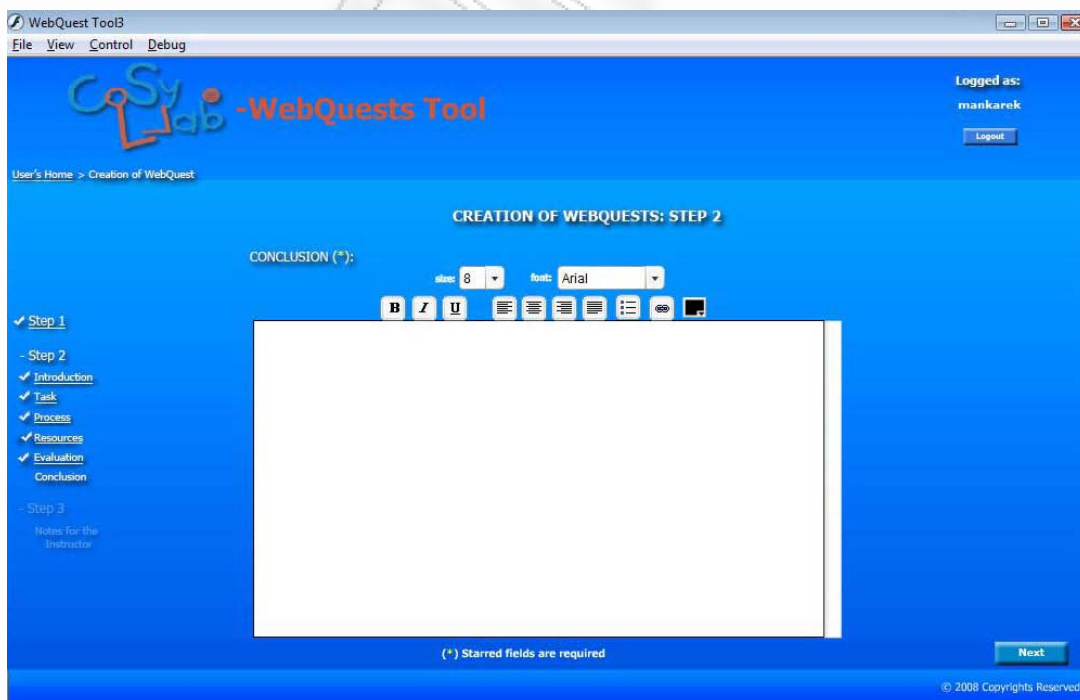 WebQuest Tool3
File View Control Debug
CoSy Lab -WebQuests Tool
Logged as:
mankarek
Logout
User's Home > Creation of WebQuest
CREATION OF WEBQUESTS: STEP 2
CONCLUSION (*):
size: 8 font: Arial
B I U
Step 1
- Step 2
Introduction
Task
Process
Resources
Evaluation
Conclusion
- Step 3
Notes for the
Instructor
(*) Starred fields are required
Next
© 2008 Copyrights Reserved